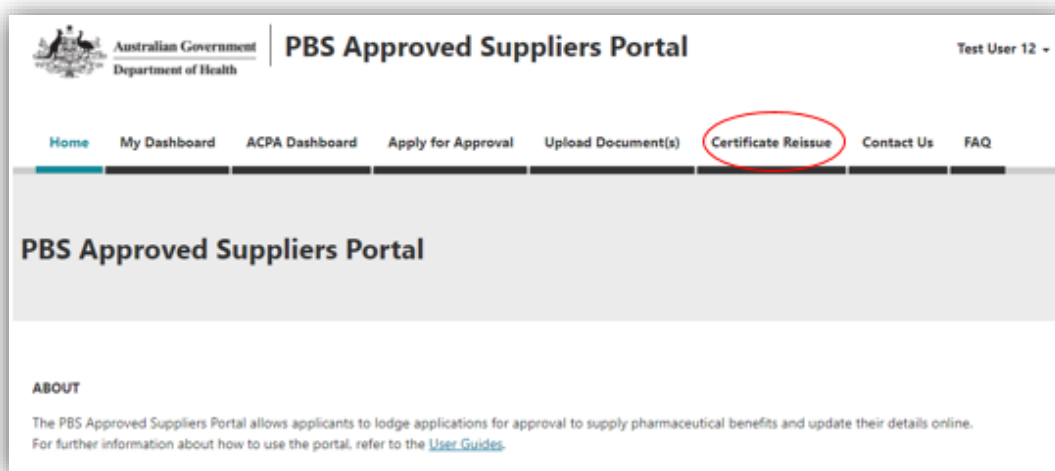 Australian Government
Department of Health
PBS Approved Suppliers Portal
Test User 12
Home My Dashboard ACPA Dashboard Apply for Approval Upload Document(s) Certificate Reissue Contact Us FAQ
PBS Approved Suppliers Portal
ABOUT
The PBS Approved Suppliers Portal allows applicants to lodge applications for approval to supply pharmaceutical benefits and update their details online.
For further information about how to use the portal, refer to the User Guides.